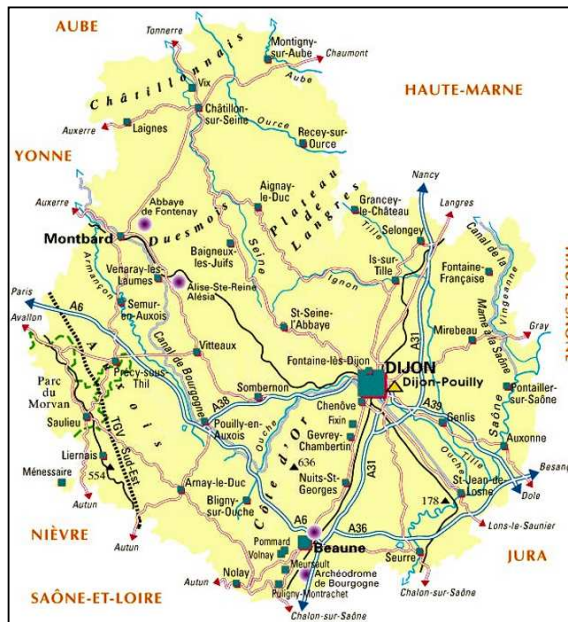 AUBE
Tonnerre
Montigny-
sur-Aube
Chaumont
Aube
Vix
Châtillonnais
HAUTE-MARNE
Châtillon-
sur-Seine
Auxerre
Laignes
Ource
Recey-sur-
Ource
YONNE
Nancy
Auxerre
Abbaye
de Fontenay
Aignay-
le-Duc
Plateau
de
Langres
Grancey-
le-Château
Langres
Tille
Selongey
Montbard
Duesmois
Baigneux-
les-Juifs
Seine
Canal de la
Vingeanne
Marne à la Saône
Armançon
Venaray-les-
Laumes
Ignon
Is-sur-
Tille
Fontaine-
Française
Alise-Ste-Reine
Alésia
Paris
A6
Semur-
en-Auxois
St-Seine-
l'Abbaye
A31
Mirebeau
Gray
Avallon
Auxois
Vitteaux
Canal de Bourgogne
Fontaine-lès-Dijon
DIJON
Dijon-Pouilly
Précy-sous-
Thil
Parc
du
Morvan
A38
Sombernon
Pontailler-
sur-Saône
Saône
Saulieu
Pouilly-en-
Auxois
Ouche
Chenôve
Fixin
A39
Genlis
TGV
Sud-Est
Gevrey-
Chambertin
Auxonne
Liernais
554
Côte d'Or
636
A31
Ouche
Tille
Besanç
Ménessaire
Arnay-le-Duc
Nuits-St-
Georges
178
St-Jean-de-
Losne
Dole
Autun
Bligny-
sur-Ouche
NIÈVRE
Autun
A6
A36
Lons-le-Saunier
Pommard
Volnay
Beaune
Seurre
JURA
Meursault
Archéodrome
de Bourgogne
Autun
Nolay
Puligny-Montrachet
SAÔNE-ET-LOIRE
Chalon-sur-Saône
Chalon-sur-Saône